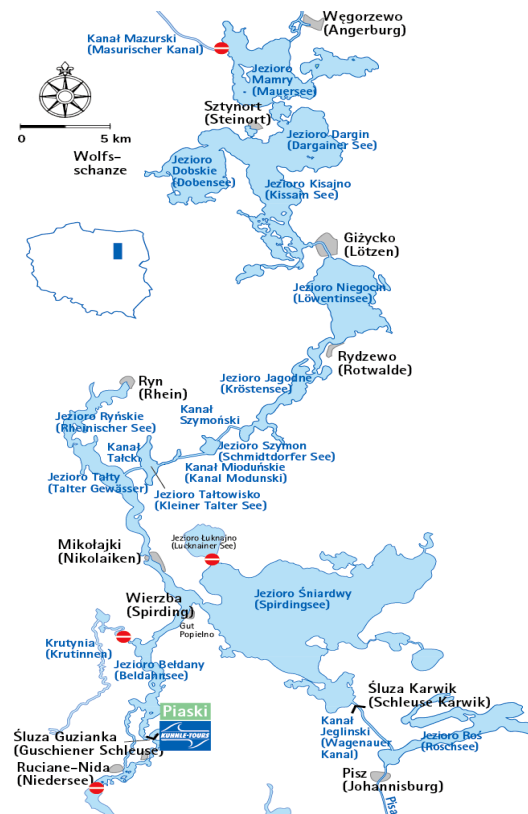 Węgorzewo
(Angerburg)
Kanał Mazurski
(Masurischer Kanal)
Jezioro
Mamry
(Mauersee)
Sztynort
(Steinort)
0
5 km
Wolfs-
schanze
Jezioro Dargin
(Dargainer See)
Jezioro
Dobskie
(Dobensee)
Jezioro Kisajno
(Kissam See)
Giżycko
(Lötzen)
Jezioro Niegocin
(Löwentinsee)
Rydzewo
(Rotwalde)
Jezioro Jagodne
(Kröstensee)
Ryn
(Rhein)
Kanał
Szymoński
Jezioro Ryńskie
(Rheinischer See)
Kanał
Tałcki
Jezioro Szymon
(Schmidtdorfer See)
Kanał Mioduńskie
(Kanal Modunski)
Jezioro Tałty
(Talter Gewässer)
Jezioro Tałtowisko
(Kleiner Talter See)
Mikołajki
(Nikolaiken)
Jezioro Łuknajno
(Lucknainer See)
Jezioro Śniardwy
(Spirdingsee)
Wierzba
(Spirding)
Gut
Popielno
Krutynia
(Krutinnen)
Jezioro Bełdany
(Beldahnsee)
Śluza Karwik
(Schleuse Karwik)
Piaski
KUHNLE-TOURS
Kanał
Jeglinski
(Wagenauer
Kanal)
Jezioro Roś
(Roschsee)
Śluza Guzianka
(Guschiener Schleuse)
Ruciane-Nida
(Niedersee)
Pisz
(Johannisburg)
Pisa